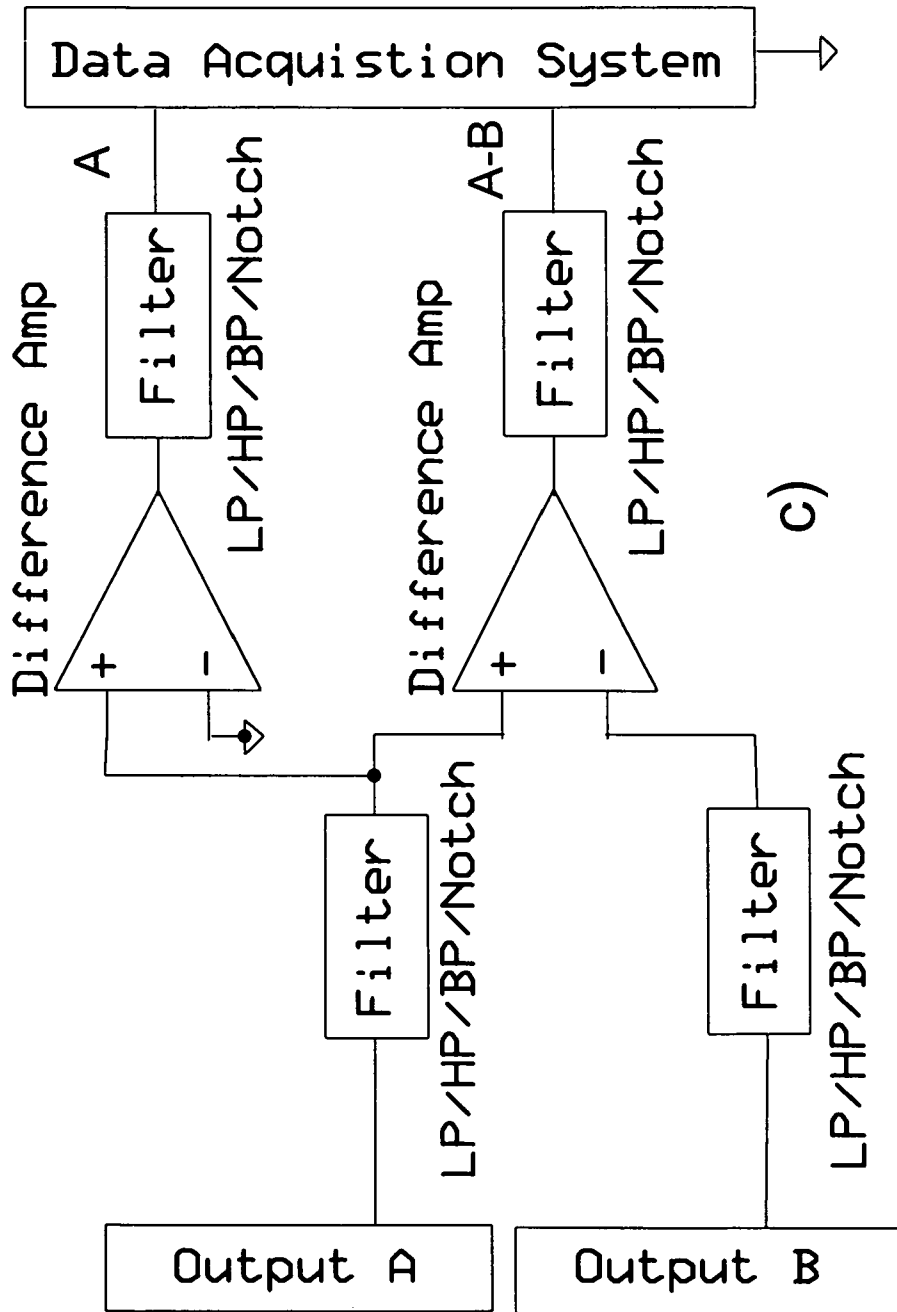 Data Acquistion System
A
A-B
Filter
LP/HP/BP/Notch
Filter
LP/HP/BP/Notch
Difference Amp
+
−
Difference Amp
+
−
Filter
LP/HP/BP/Notch
Filter
LP/HP/BP/Notch
Output A
Output B
c)